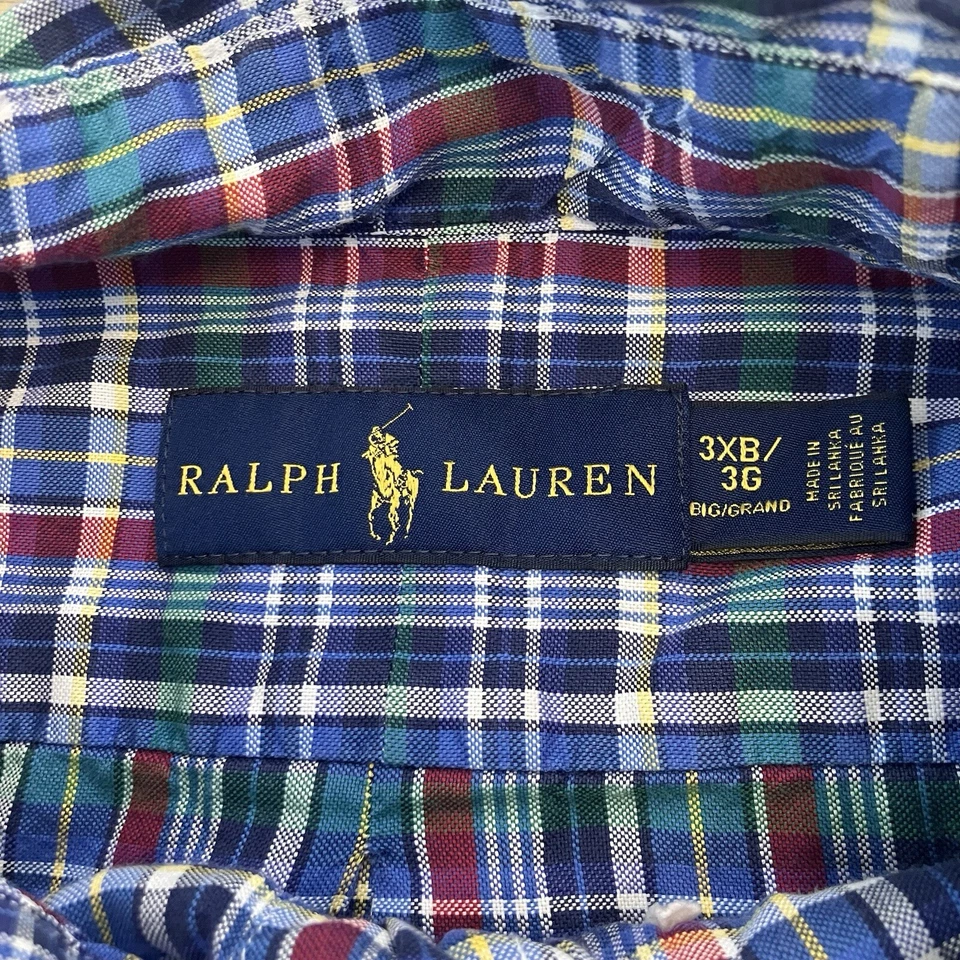 RALPH LAUREN
3XB/
3G
BIG/GRAND
MADE IN
SRI LANKA
FABRIQUÉ AU
SRI LANKA